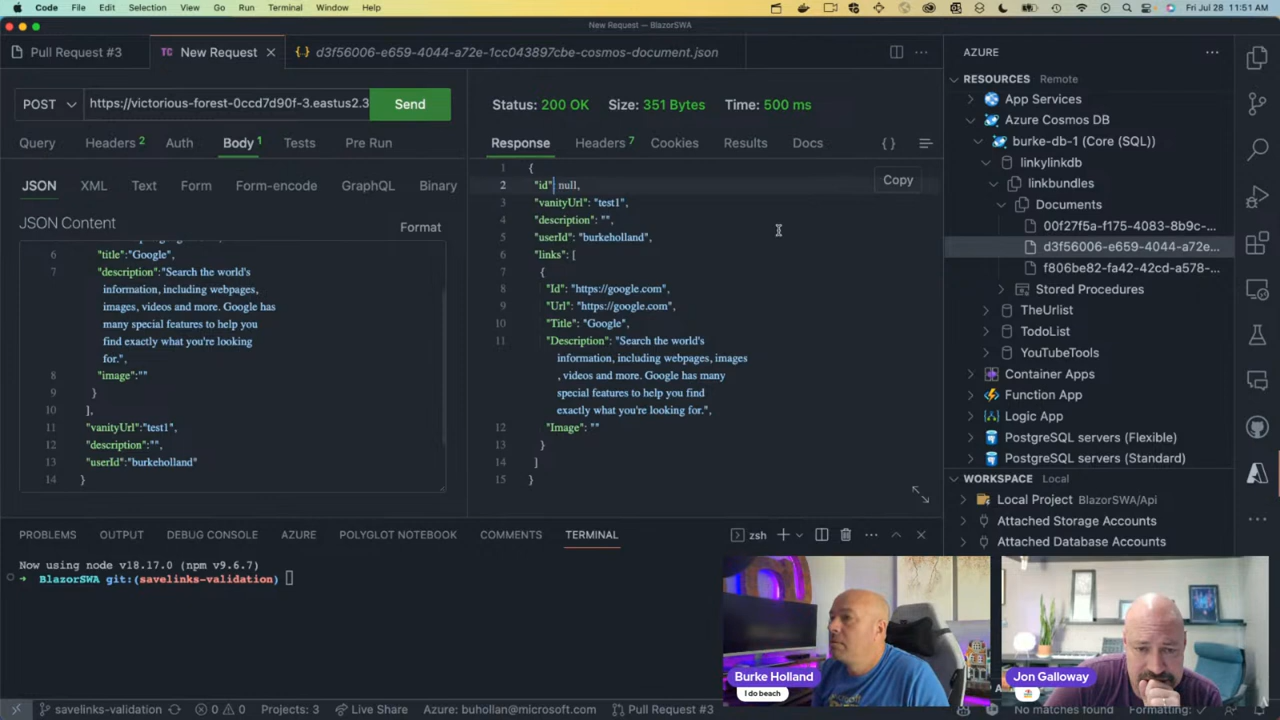 Code File Edit Selection View Go Run Terminal Window Help
Fri Jul 28 11:51 AM
New Request — BlazorSWA
Pull Request #3
TC New Request
{} d3f56006-e659-4044-a72e-1cc043897cbe-cosmos-document.json
POST
https://victorious-forest-0ccd7d90f-3.eastus2.3
Send
Query Headers 2 Auth Body 1 Tests Pre Run
JSON XML Text Form Form-encode GraphQL Binary
JSON Content
Format
6 "title":"Google",
7 "description":"Search the world's
information, including webpages,
images, videos and more. Google has
many special features to help you
find exactly what you're looking
for.",
8 "image":""
9 }
10 ],
11 "vanityUrl":"test1",
12 "description":"",
13 "userId":"burkeholland"
14 }
Status: 200 OK Size: 351 Bytes Time: 500 ms
Response Headers 7 Cookies Results Docs {}
Copy
1 {
2 "id": null,
3 "vanityUrl": "test1",
4 "description": "",
5 "userId": "burkeholland",
6 "links": [
7 {
8 "Id": "https://google.com",
9 "Url": "https://google.com",
10 "Title": "Google",
11 "Description": "Search the world's
information, including webpages, images
, videos and more. Google has many
special features to help you find
exactly what you're looking for.",
12 "Image": ""
13 }
14 ]
15 }
AZURE
RESOURCES Remote
App Services
Azure Cosmos DB
burke-db-1 (Core (SQL))
linkylinkdb
linkbundles
Documents
00f27f5a-f175-4083-8b9c-...
d3f56006-e659-4044-a72e...
f806be82-fa42-42cd-a578-...
Stored Procedures
TheUrlist
TodoList
YouTubeTools
Container Apps
Function App
Logic App
PostgreSQL servers (Flexible)
PostgreSQL servers (Standard)
WORKSPACE Local
Local Project BlazorSWA/Api
Attached Storage Accounts
Attached Database Accounts
PROBLEMS OUTPUT DEBUG CONSOLE AZURE POLYGLOT NOTEBOOK COMMENTS TERMINAL
zsh
Now using node v18.17.0 (npm v9.6.7)
BlazorSWA git:(savelinks-validation)
Burke Holland
I do beach
Jon Galloway
savelinks-validation 0 0 Projects: 3 Live Share Azure: buhollan@microsoft.com Pull Request #3
No matches found Formatting: